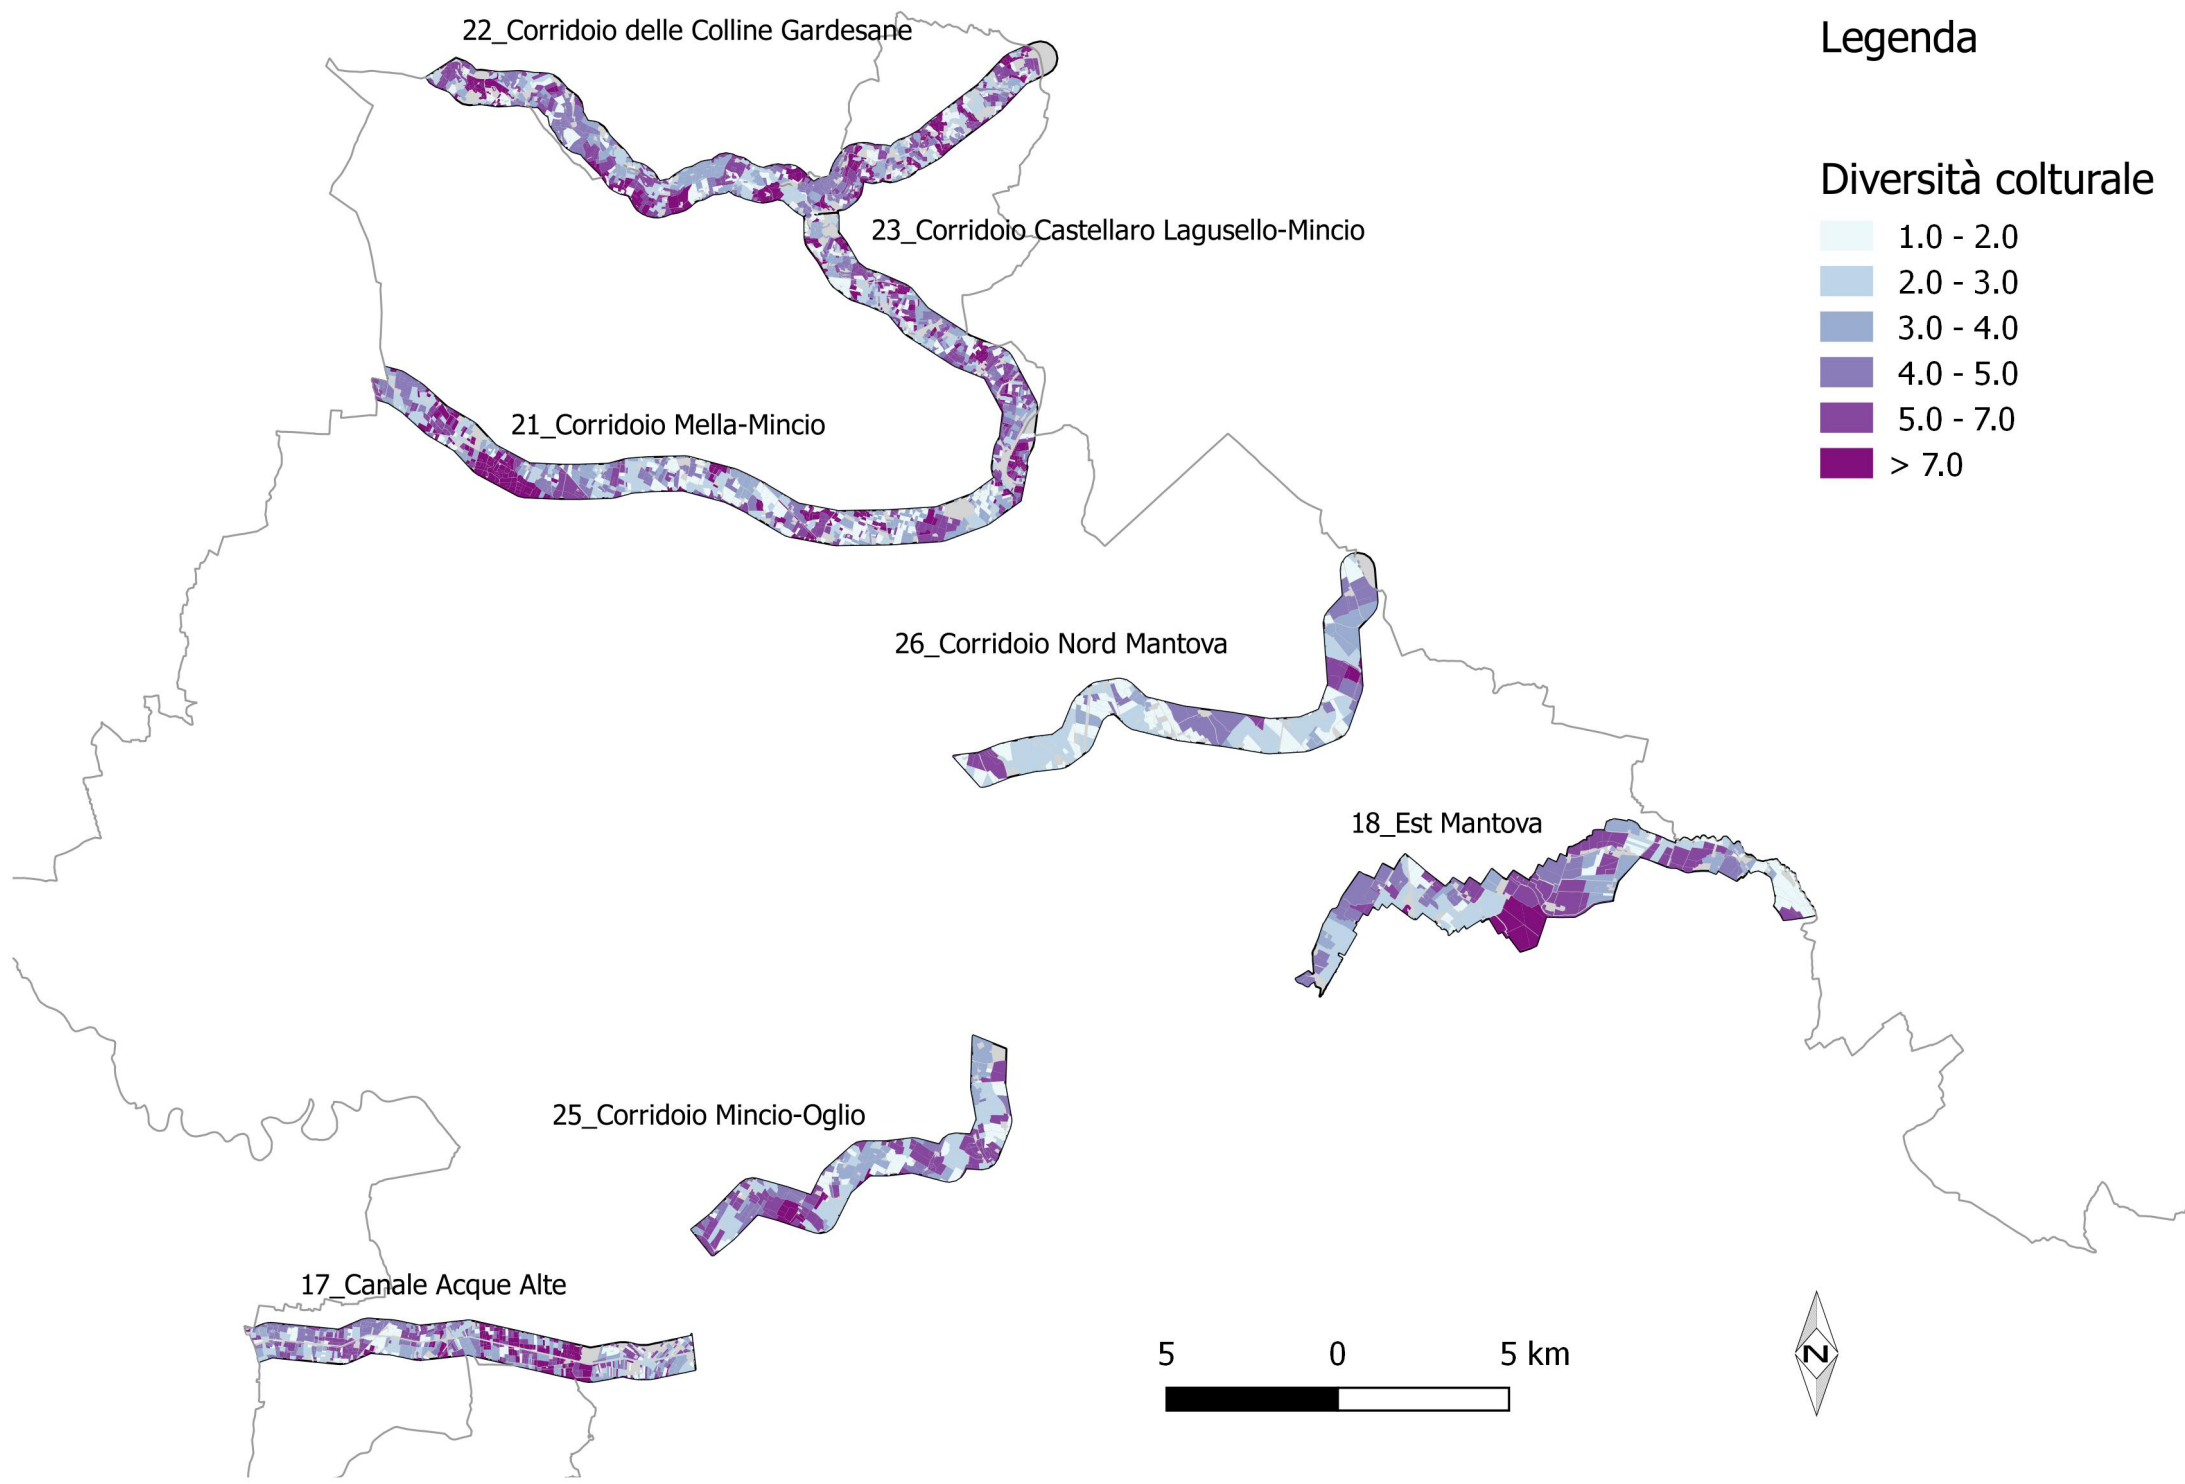 22_Corridoio delle Colline Gardesane
Legenda
Diversità colturale
1.0 - 2.0
2.0 - 3.0
3.0 - 4.0
4.0 - 5.0
5.0 - 7.0
> 7.0
23_Corridoio Castellaro Lagusello-Mincio
21_Corridoio Mella-Mincio
26_Corridoio Nord Mantova
18_Est Mantova
25_Corridoio Mincio-Oglio
17_Canale Acque Alte
5 0 5 km
N